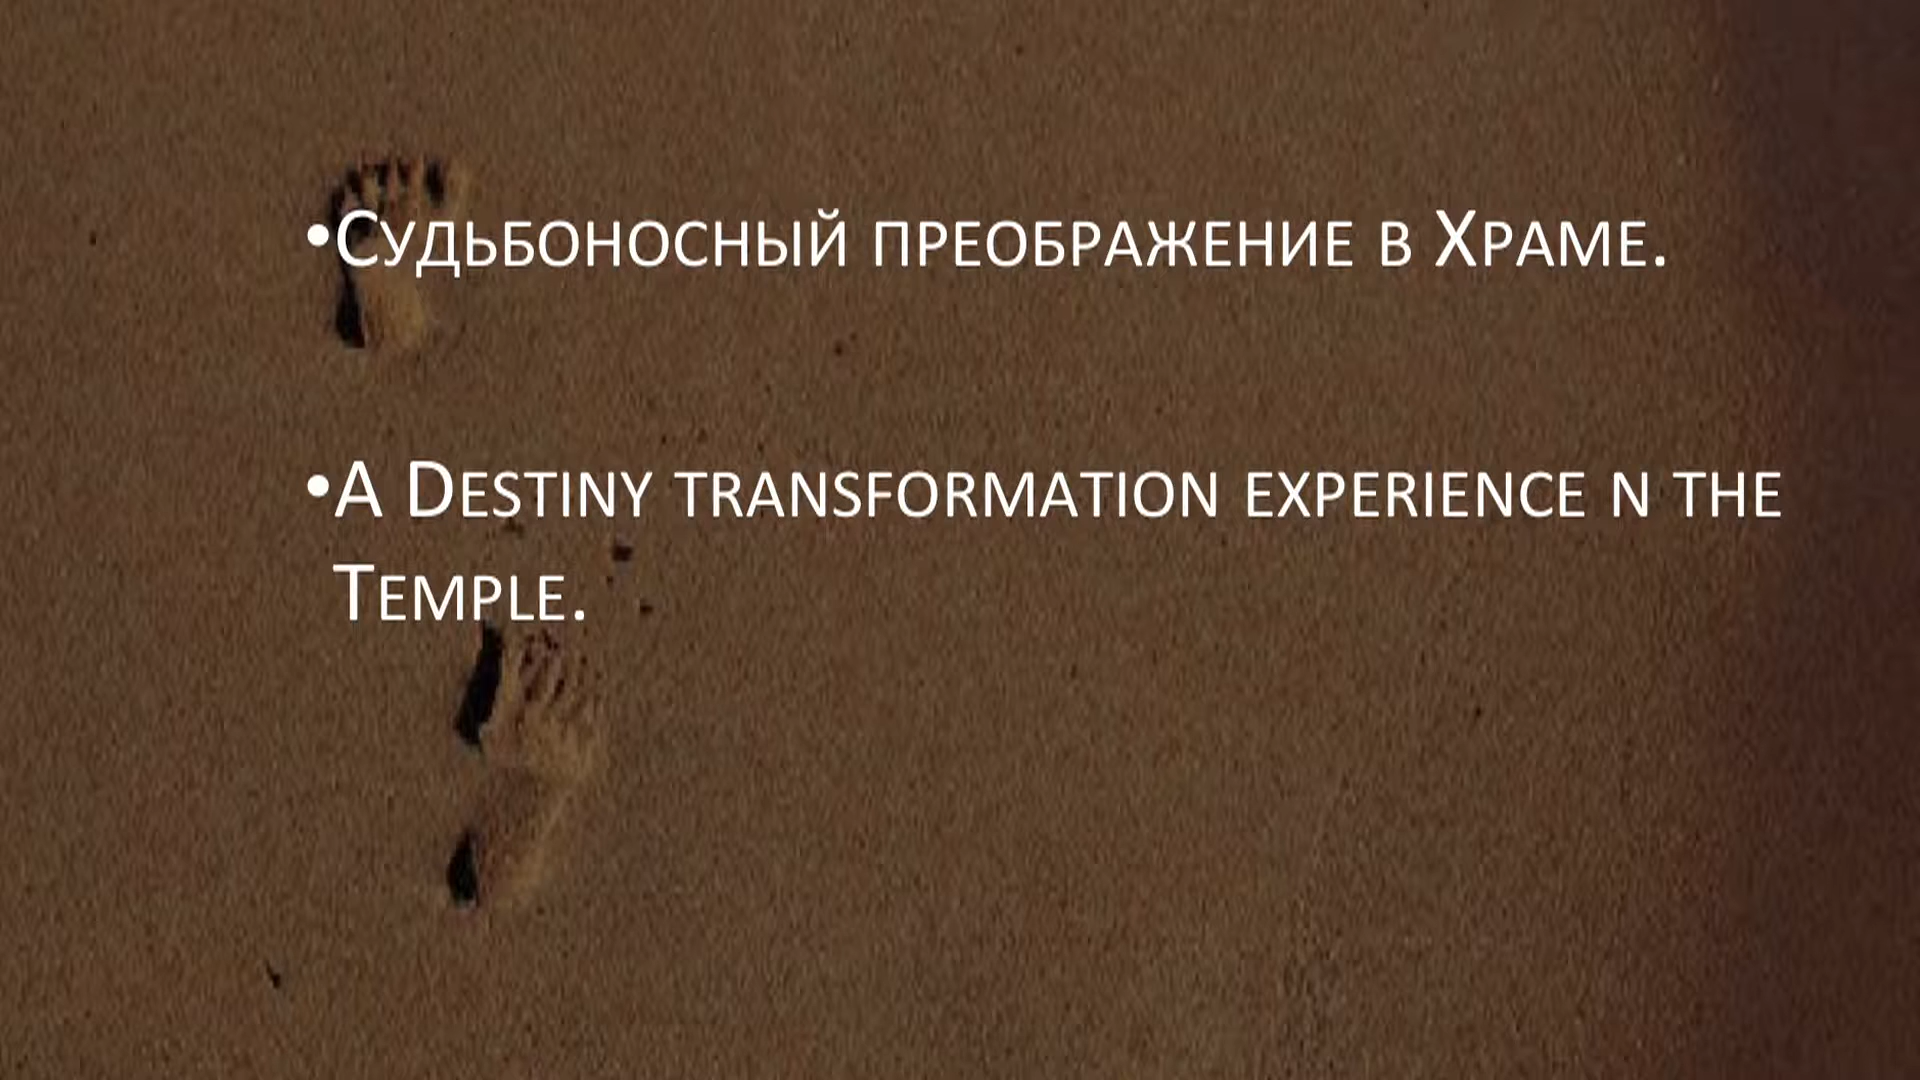 •Судьбоносный преображение в Храме.
•A Destiny transformation experience n the
Temple.